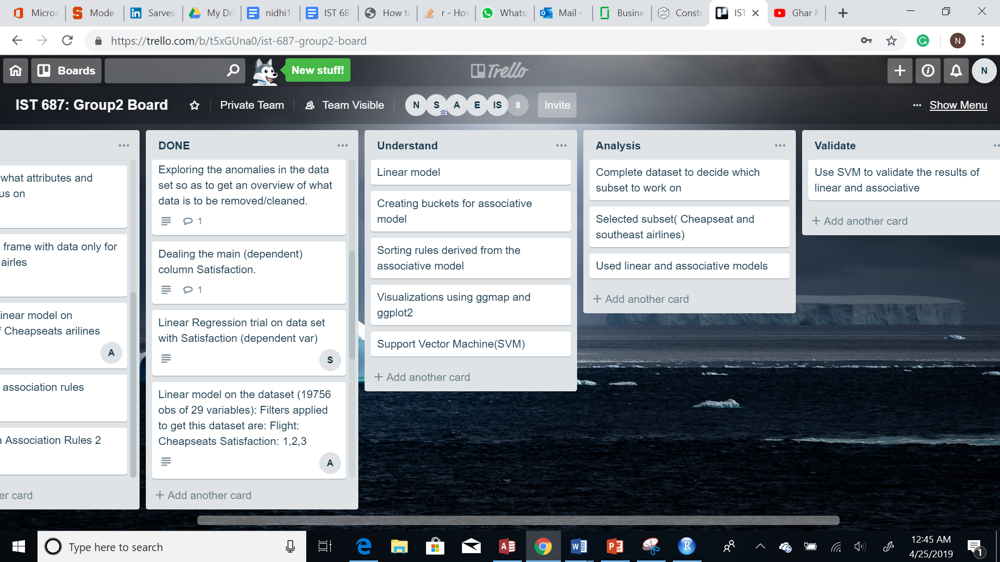 Micros
Mode
Sarves
My Dri
nidhi1
IST 687
How to
r - How
Whats
Mail -
Busine
Constr
IST
Ghar
https://trello.com/b/t5xGUna0/ist-687-group2-board
N
Boards
New stuff!
Trello
N
IST 687: Group2 Board
Private Team
Team Visible
N S A E IS 8
Invite
Show Menu
what attributes and
us on
frame with data only for
airles
inear model on
f Cheapseats arilines
A
association rules
n Association Rules 2
er card
DONE
Exploring the anomalies in the data
set so as to get an overview of what
data is to be removed/cleaned.
1
Dealing the main (dependent)
column Satisfaction.
1
Linear Regression trial on data set
with Satisfaction (dependent var)
S
Linear model on the dataset (19756
obs of 29 variables): Filters applied
to get this dataset are: Flight:
Cheapseats Satisfaction: 1,2,3
A
+ Add another card
Understand
Linear model
Creating buckets for associative
model
Sorting rules derived from the
associative model
Visualizations using ggmap and
ggplot2
Support Vector Machine(SVM)
+ Add another card
Analysis
Complete dataset to decide which
subset to work on
Selected subset( Cheapseat and
southeast airlines)
Used linear and associative models
+ Add another card
Validate
Use SVM to validate the results of
linear and associative
+ Add another card
Type here to search
12:45 AM
4/25/2019
1